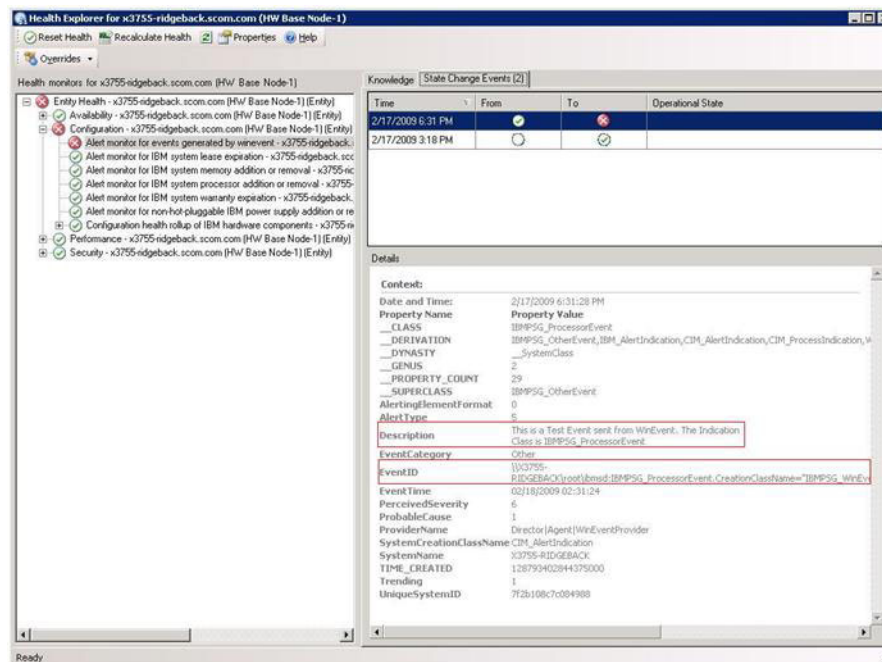 Health Explorer for x3755-ridgeback.scom.com (HW Base Node-1)
Reset Health Recalculate Health Properties Help
Overrides
Health monitors for x3755-ridgeback.scom.com (HW Base Node-1)
Entity Health - x3755-ridgeback.scom.com (HW Base Node-1) (Entity)
Availability - x3755-ridgeback.scom.com (HW Base Node-1) (Entity)
Configuration - x3755-ridgeback.scom.com (HW Base Node-1) (Entity)
Alert monitor for events generated by winevent - x3755-ridgeback.
Alert monitor for IBM system lease expiration - x3755-ridgeback.scc
Alert monitor for IBM system memory addition or removal - x3755-ric
Alert monitor for IBM system processor addition or removal - x3755-
Alert monitor for IBM system warranty expiration - x3755-ridgeback.
Alert monitor for non-hot-pluggable IBM power supply addition or re
Configuration health rollup of IBM hardware components - x3755-ri
Performance - x3755-ridgeback.scom.com (HW Base Node-1) (Entity)
Security - x3755-ridgeback.scom.com (HW Base Node-1) (Entity)
Knowledge State Change Events (2)
Time From To Operational State
2/17/2009 6:31 PM
2/17/2009 3:18 PM
Details
Context:
Date and Time: 2/17/2009 6:31:28 PM
Property Name Property Value
__CLASS IBMPSG_ProcessorEvent
__DERIVATION IBMPSG_OtherEvent,IBM_AlertIndication,CIM_AlertIndication,CIM_ProcessIndication,
__DYNASTY __SystemClass
__GENUS 2
__PROPERTY_COUNT 29
__SUPERCLASS IBMPSG_OtherEvent
AlertingElementFormat 0
AlertType 5
Description This is a Test Event sent from WinEvent. The Indication
Class is IBMPSG_ProcessorEvent
EventCategory Other
EventID \\X3755-
RIDGEBACK\root\ibmsd:IBMPSG_ProcessorEvent.CreationClassName="IBMPSG_WinEv
EventTime 02/18/2009 02:31:24
PerceivedSeverity 6
ProbableCause 1
ProviderName Director|Agent|WinEventProvider
SystemCreationClassName CIM_AlertIndication
SystemName X3755-RIDGEBACK
TIME_CREATED 128793402844375000
Trending 1
UniqueSystemID 7f2b108c7c084988
Ready